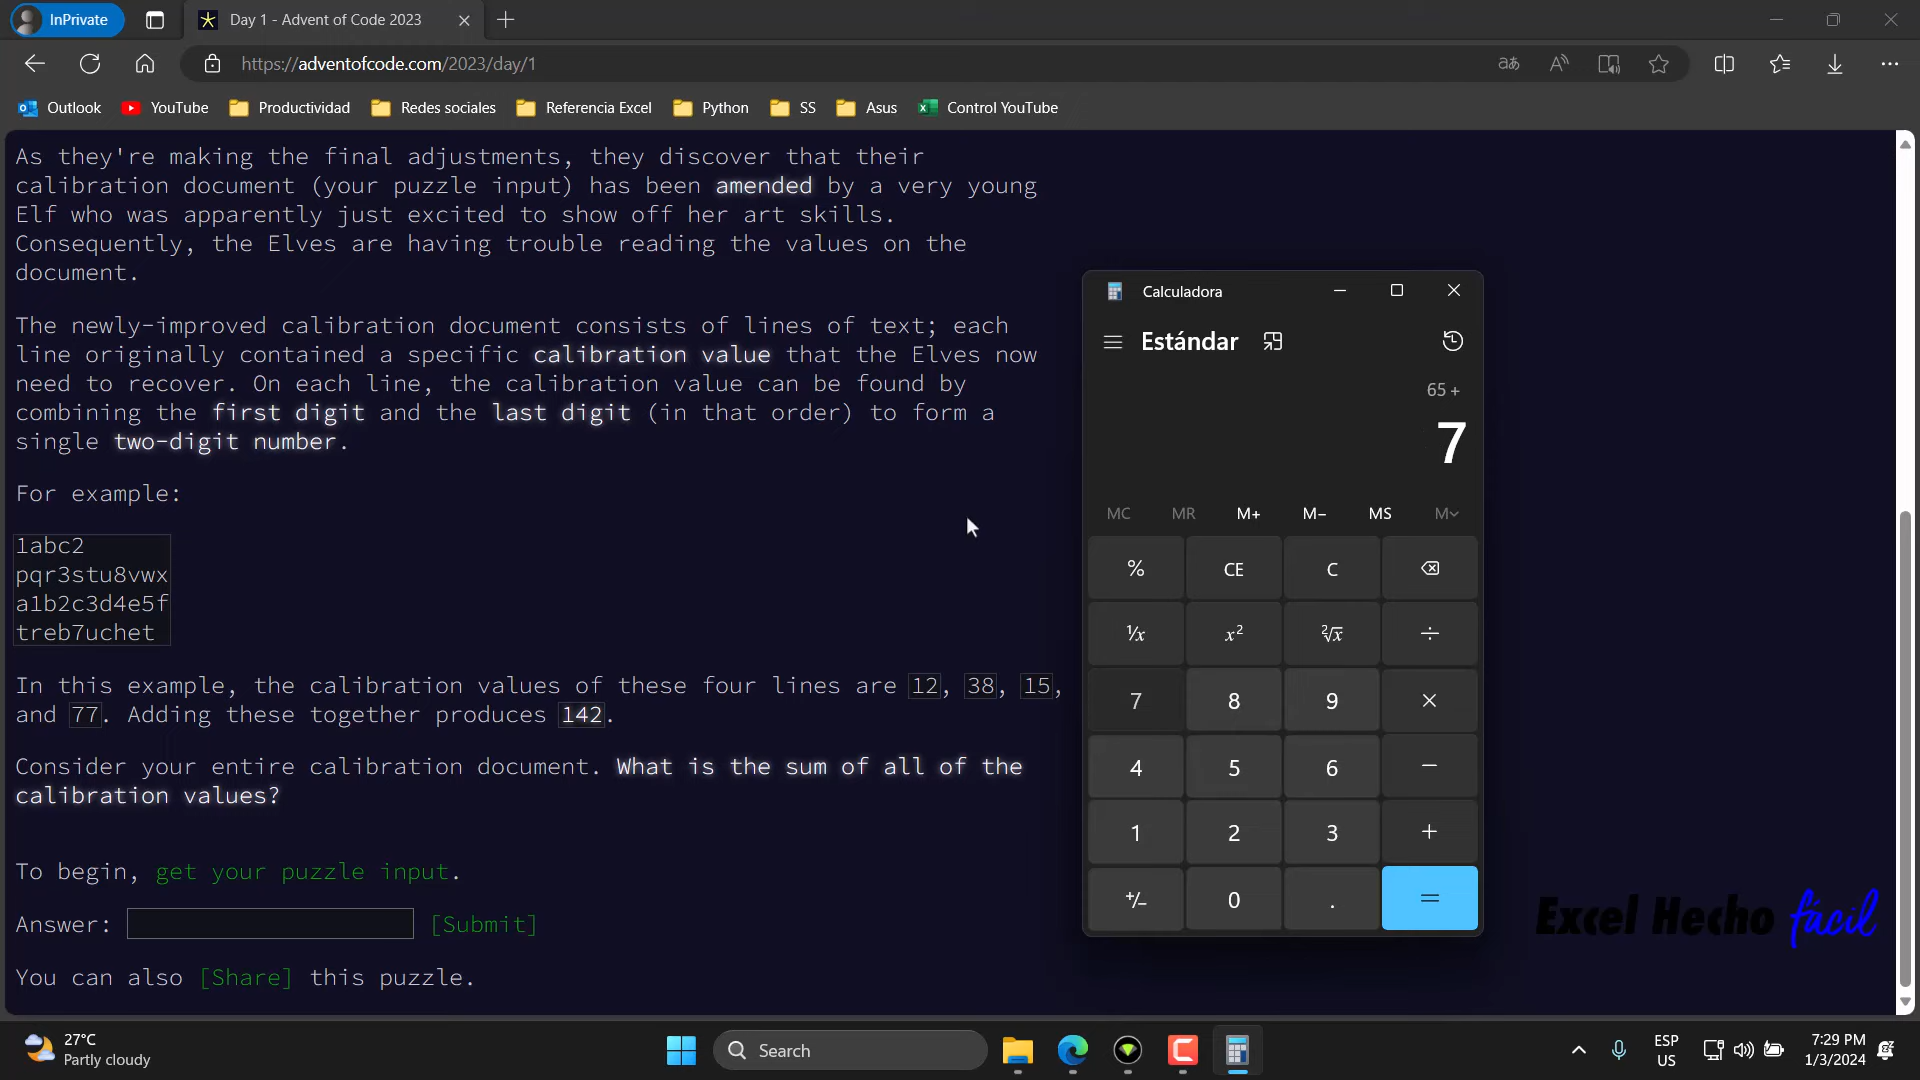 InPrivate
Day 1 - Advent of Code 2023
https://adventofcode.com/2023/day/1
aあ
A
Outlook
YouTube
Productividad
Redes sociales
Referencia Excel
Python
SS
Asus
Control YouTube
As they're making the final adjustments, they discover that their
calibration document (your puzzle input) has been amended by a very young
Elf who was apparently just excited to show off her art skills.
Consequently, the Elves are having trouble reading the values on the
document.
The newly-improved calibration document consists of lines of text; each
line originally contained a specific calibration value that the Elves now
need to recover. On each line, the calibration value can be found by
combining the first digit and the last digit (in that order) to form a
single two-digit number.
For example:
1abc2
pqr3stu8vwx
a1b2c3d4e5f
treb7uchet
In this example, the calibration values of these four lines are 12, 38, 15,
and 77. Adding these together produces 142.
Consider your entire calibration document. What is the sum of all of the
calibration values?
To begin, get your puzzle input.
Answer: [Submit]
You can also [Share] this puzzle.
Calculadora
Estándar
65 +
7
MC MR M+ M− MS M˅
% CE C
¹/x x² ²√x ÷
7 8 9 ×
4 5 6 −
1 2 3 +
+/− 0 . =
Excel Hecho fácil
27°C
Partly cloudy
Search
ESP
US
7:29 PM
1/3/2024